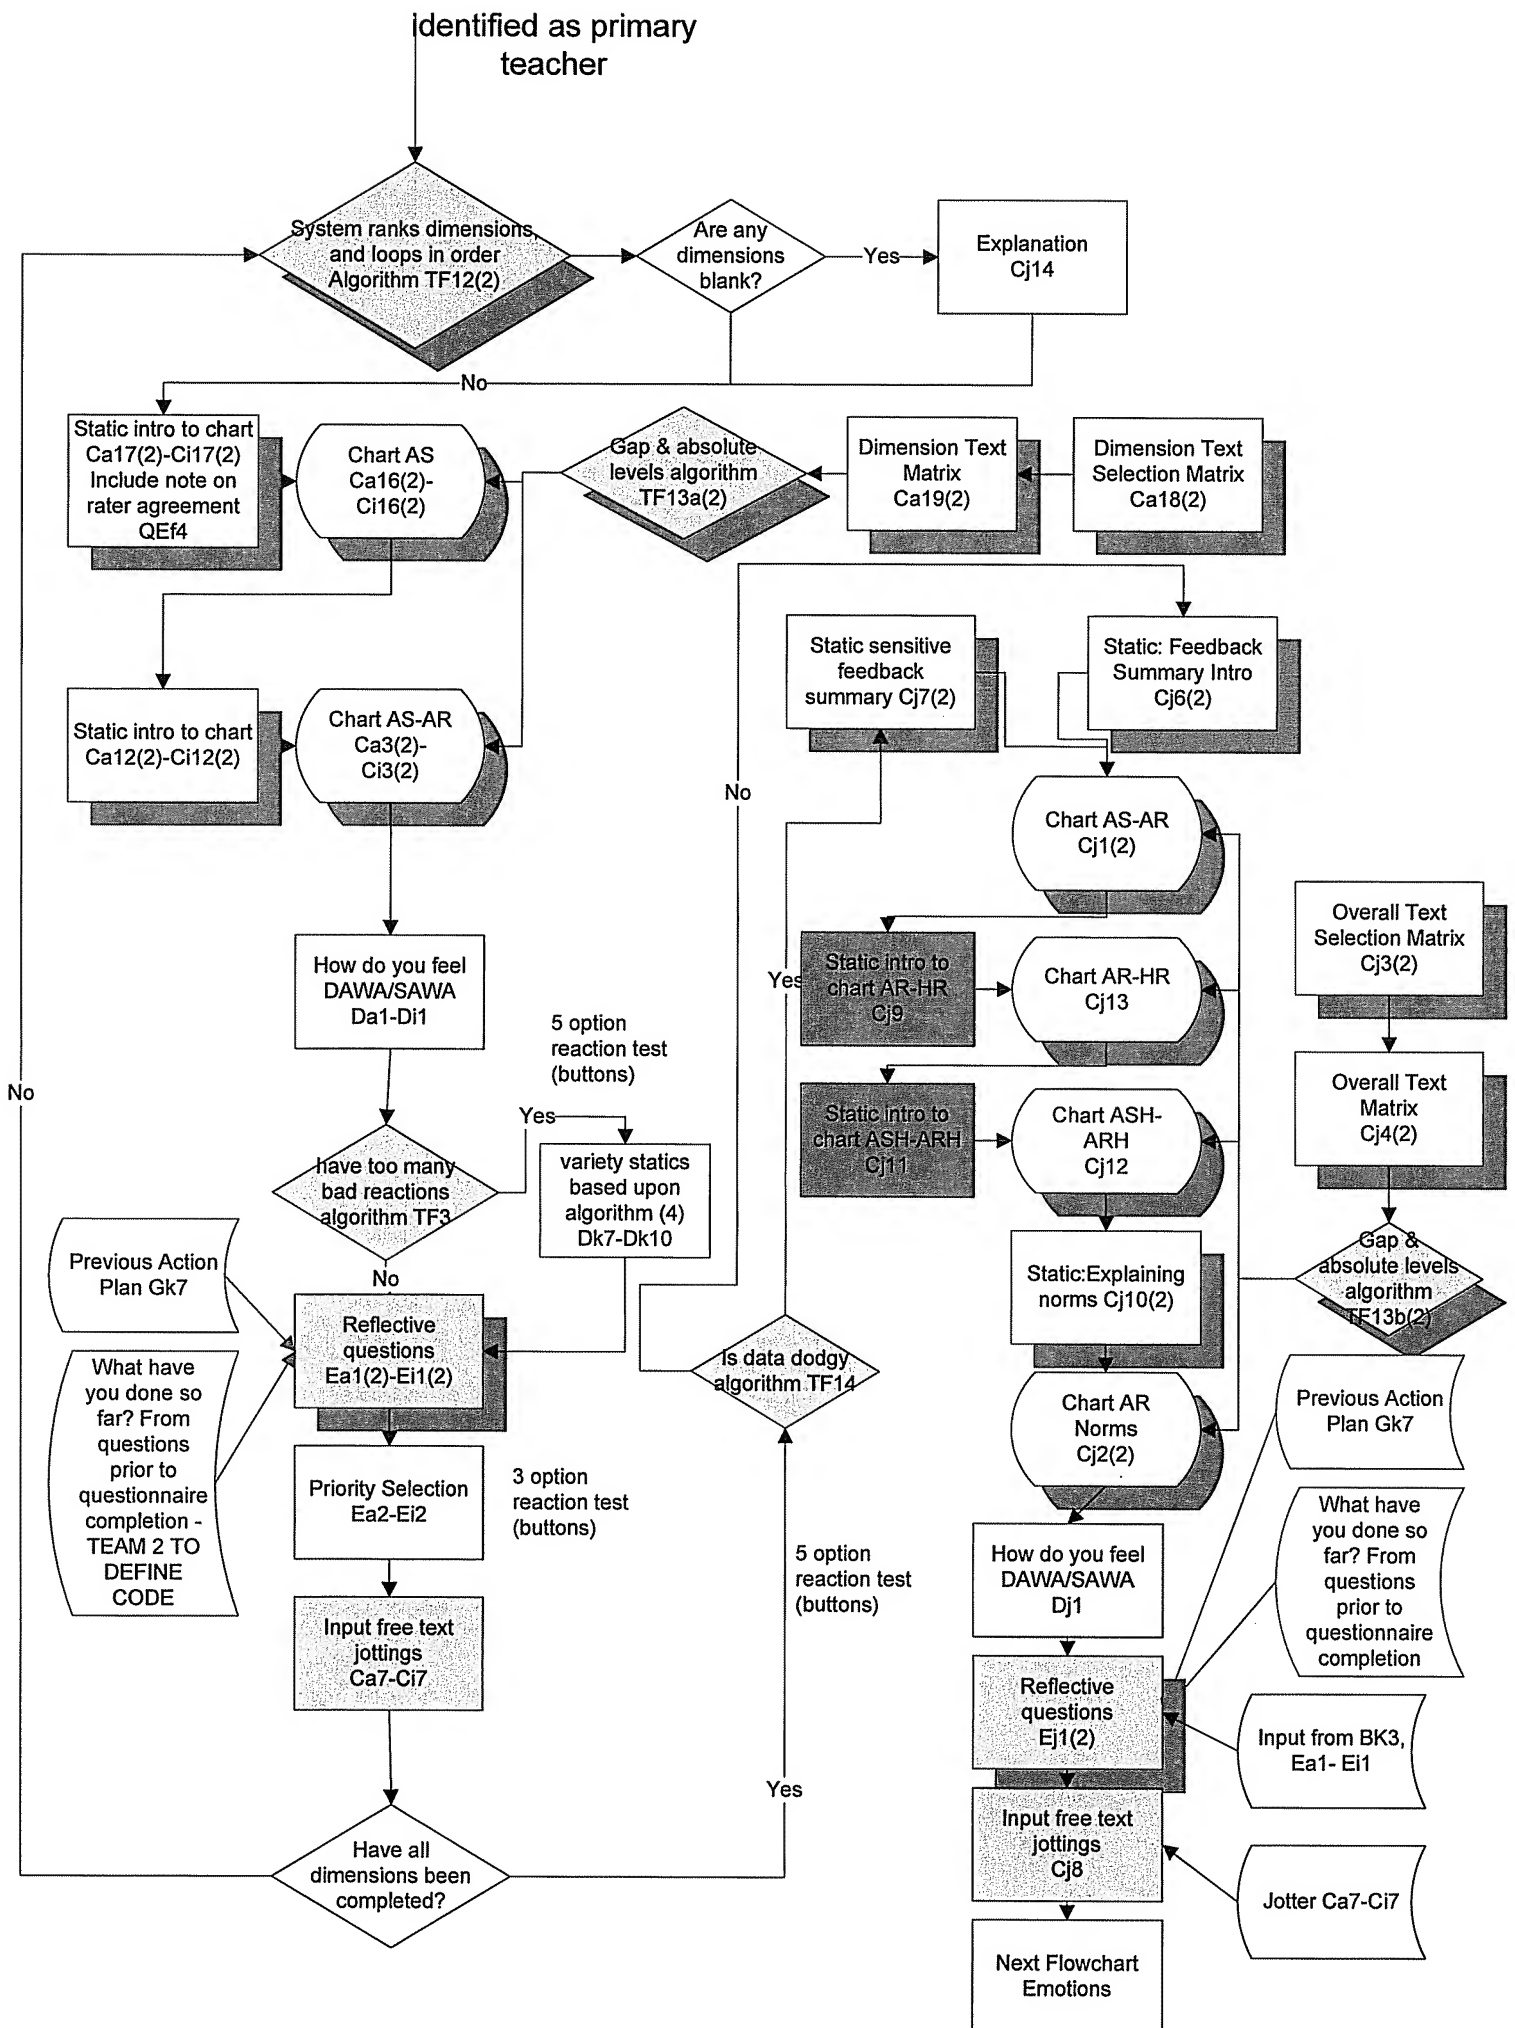 identified as primary
teacher
System ranks dimensions,
and loops in order
Algorithm TF12(2)
Are any
dimensions
blank?
Yes
Explanation
Cj14
No
Static intro to chart
Ca17(2)-Ci17(2)
Include note on
rater agreement
QEf4
Chart AS
Ca16(2)-
Ci16(2)
Gap & absolute
levels algorithm
TF13a(2)
Dimension Text
Matrix
Ca19(2)
Dimension Text
Selection Matrix
Ca18(2)
Static sensitive
feedback
summary Cj7(2)
Static: Feedback
Summary Intro
Cj6(2)
Static intro to chart
Ca12(2)-Ci12(2)
Chart AS-AR
Ca3(2)-
Ci3(2)
No
Chart AS-AR
Cj1(2)
Overall Text
Selection Matrix
Cj3(2)
How do you feel
DAWA/SAWA
Da1-Di1
Yes
Static intro to
chart AR-HR
Cj9
Chart AR-HR
Cj13
5 option
reaction test
(buttons)
No
Overall Text
Matrix
Cj4(2)
Static intro to
chart ASH-ARH
Cj11
Chart ASH-
ARH
Cj12
Yes
have too many
bad reactions
algorithm TF3
variety statics
based upon
algorithm (4)
Dk7-Dk10
Previous Action
Plan Gk7
No
Static:Explaining
norms Cj10(2)
Gap &
absolute levels
algorithm
TF13b(2)
Reflective
questions
Ea1(2)-Ei1(2)
Is data dodgy
algorithm TF14
What have
you done so
far? From
questions
prior to
questionnaire
completion -
TEAM 2 TO
DEFINE
CODE
Chart AR
Norms
Cj2(2)
Previous Action
Plan Gk7
Priority Selection
Ea2-Ei2
3 option
reaction test
(buttons)
What have
you done so
far? From
questions
prior to
questionnaire
completion
5 option
reaction test
(buttons)
How do you feel
DAWA/SAWA
Dj1
Input free text
jottings
Ca7-Ci7
Reflective
questions
Ej1(2)
Input from BK3,
Ea1- Ei1
Yes
Input free text
jottings
Cj8
Have all
dimensions been
completed?
Jotter Ca7-Ci7
Next Flowchart
Emotions